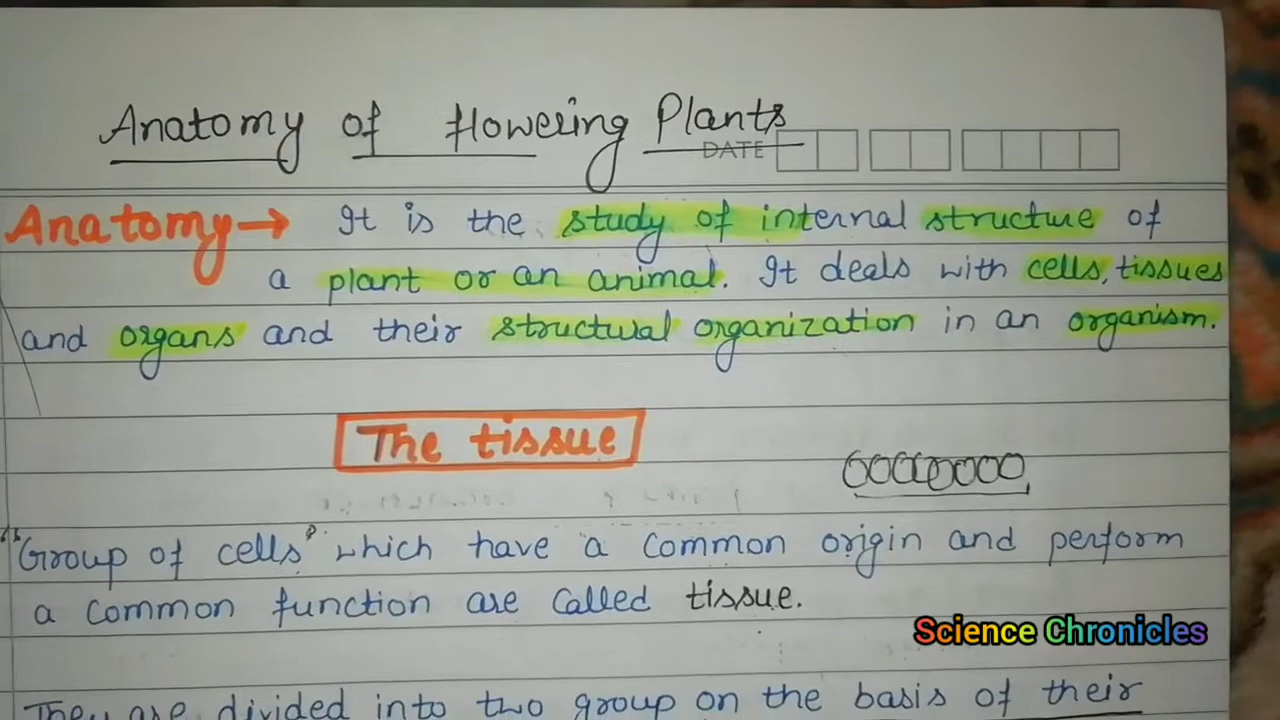 Anatomy of flowering Plants
DATE
Anatomy→ It is the study of internal structure of
a plant or an animal. It deals with cells, tissues
and organs and their structual organization in an organism.
The tissue
"Group of cells" which have a common origin and perform
a common function are called tissue.
Science Chronicles
They are divided into two group on the basis of their